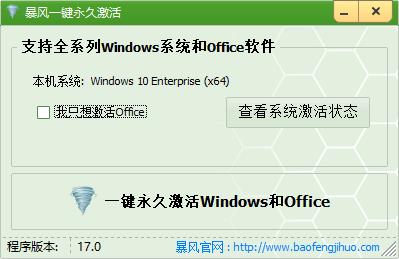 暴风一键永久激活
支持全系列Windows系统和Office软件
本机系统: Windows 10 Enterprise (x64)
我只想激活Office
查看系统激活状态
一键永久激活Windows和Office
程序版本: 17.0 暴风官网 : http://www.baofengjihuo.com